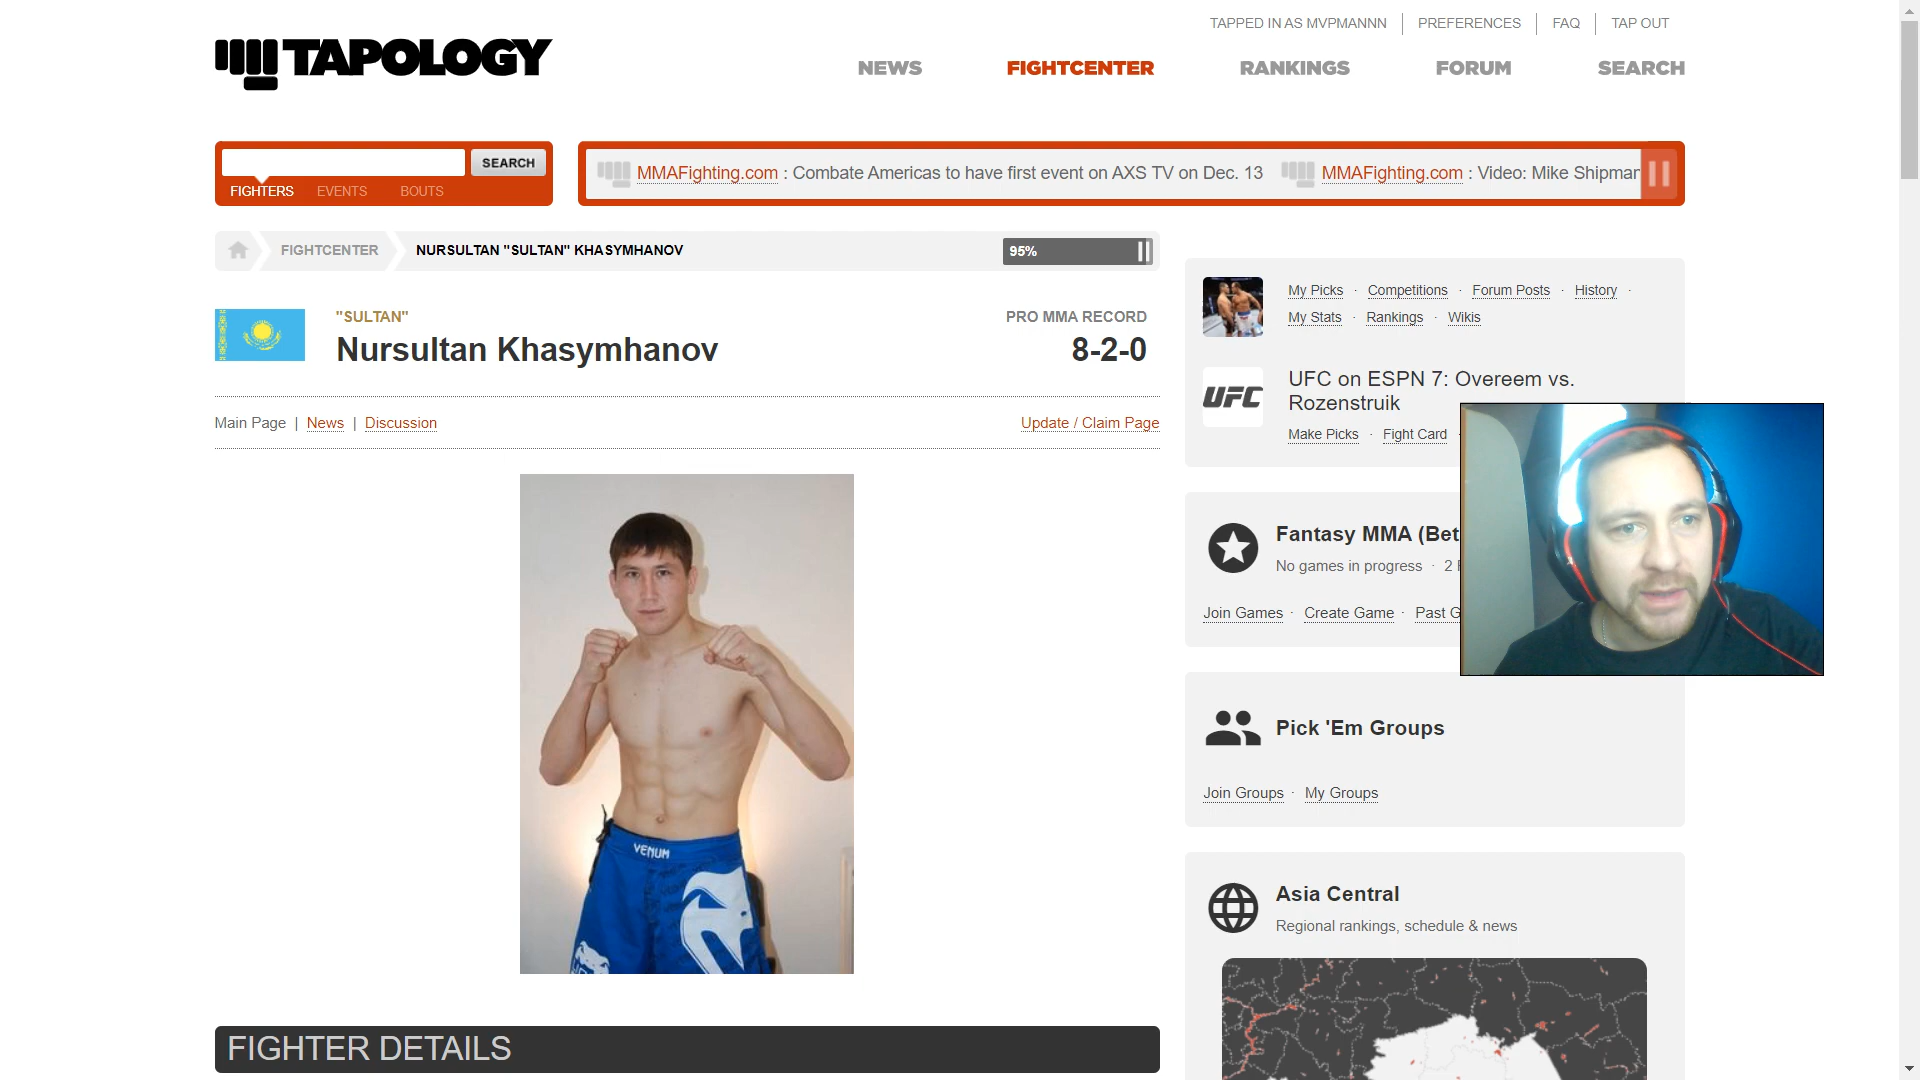 TAPPED IN AS MVPMANNN
PREFERENCES
FAQ
TAP OUT
TAPOLOGY
NEWS
FIGHTCENTER
RANKINGS
FORUM
SEARCH
SEARCH
FIGHTERS
EVENTS
BOUTS
MMAFighting.com : Combate Americas to have first event on AXS TV on Dec. 13
MMAFighting.com : Video: Mike Shipman
FIGHTCENTER
NURSULTAN "SULTAN" KHASYMHANOV
95%
"SULTAN"
Nursultan Khasymhanov
PRO MMA RECORD
8-2-0
Main Page | News | Discussion
Update / Claim Page
VENUM
FIGHTER DETAILS
My Picks · Competitions · Forum Posts · History ·
My Stats · Rankings · Wikis
UFC
UFC on ESPN 7: Overeem vs.
Rozenstruik
Make Picks · Fight Card ·
Fantasy MMA (Bet
No games in progress · 2
Join Games · Create Game · Past G
Pick 'Em Groups
Join Groups · My Groups
Asia Central
Regional rankings, schedule & news